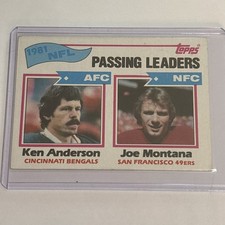 1981 NFL
topps
PASSING LEADERS
AFC
NFC
Ken Anderson
CINCINNATI BENGALS
Joe Montana
SAN FRANCISCO 49ERS